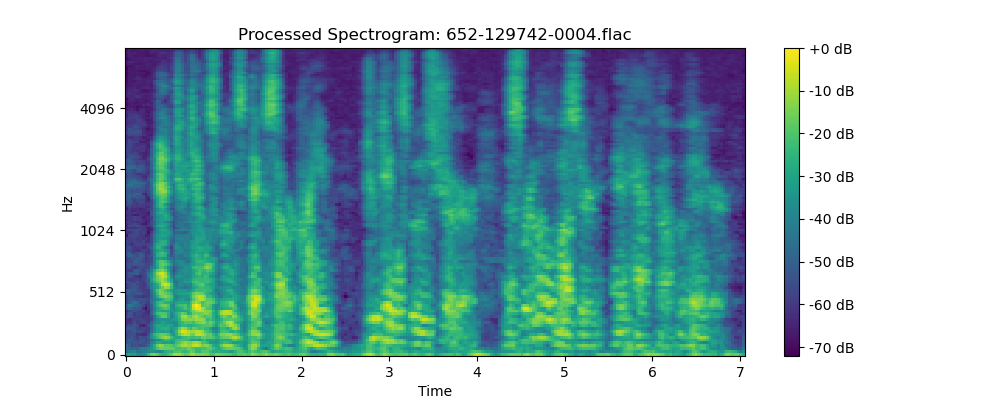 Processed Spectrogram: 652-129742-0004.flac
Hz
4096
2048
1024
512
0
0 1 2 3 4 5 6 7
Time
+0 dB
-10 dB
-20 dB
-30 dB
-40 dB
-50 dB
-60 dB
-70 dB